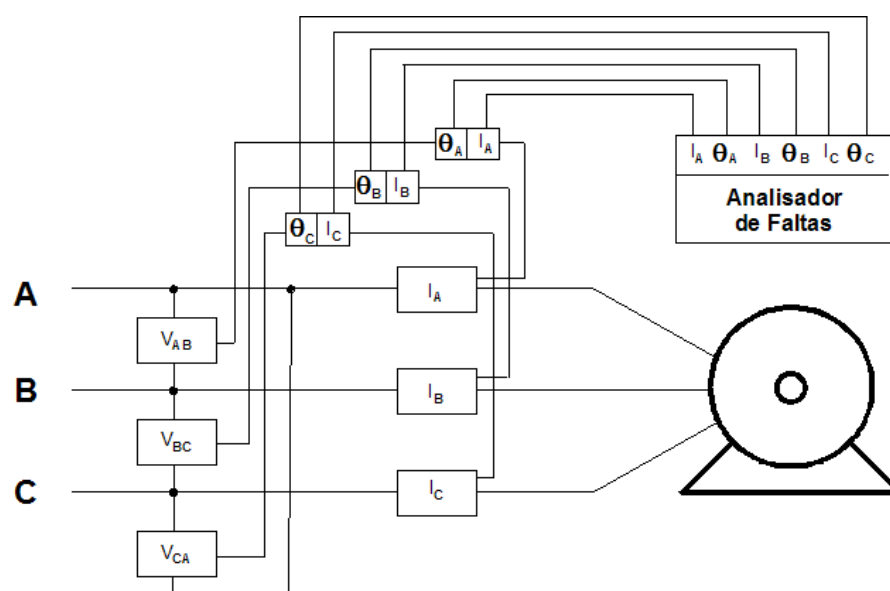 θA IA
IA θA IB θB IC θC
θB IB
Analisador
de Faltas
θC IC
A
IA
VAB
B
IB
VBC
C
IC
VCA